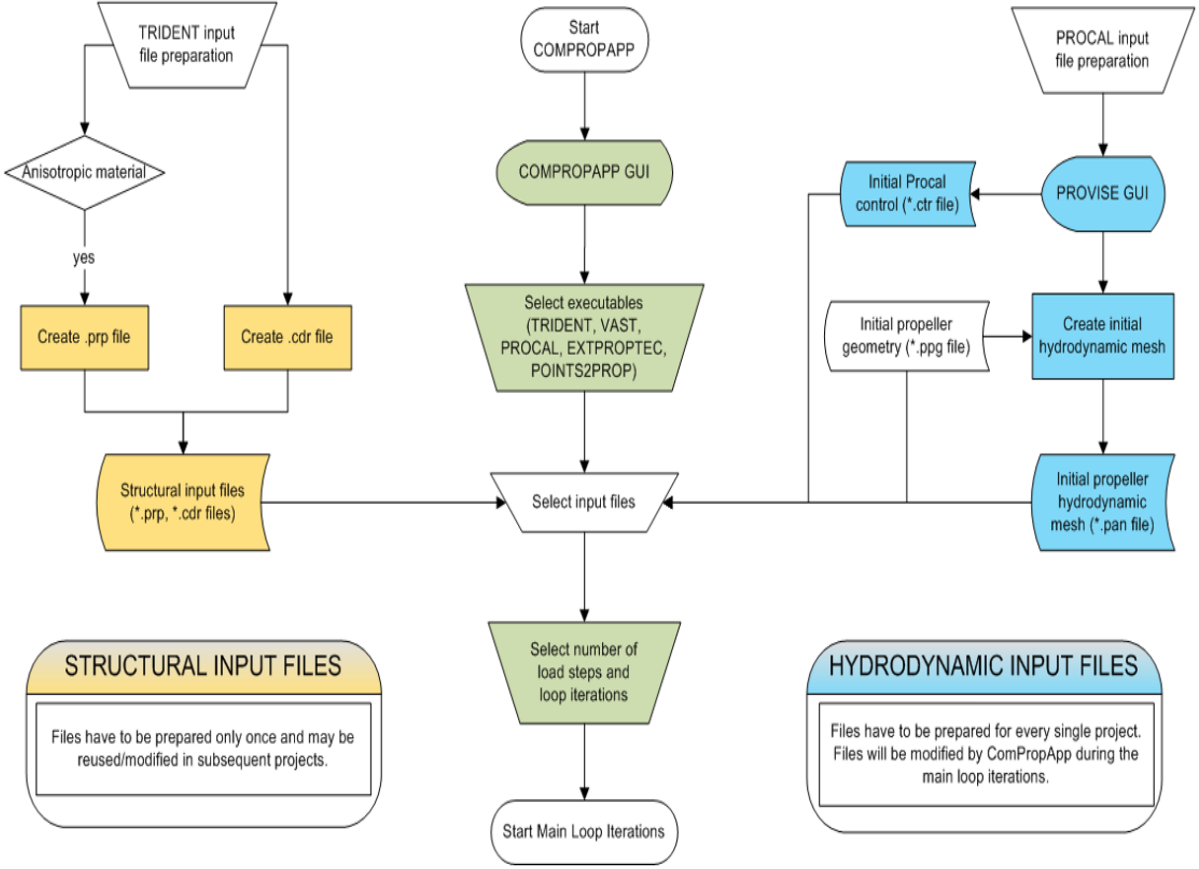 TRIDENT input
file preparation
Anisotropic material
yes
Create .prp file
Create .cdr file
Structural input files
(*.prp, *.cdr files)
Start
COMPROPAPP
COMPROPAPP GUI
Select executables
(TRIDENT, VAST,
PROCAL, EXTPROPTEC,
POINTS2PROP)
Select input files
Select number of
load steps and
loop iterations
Start Main Loop Iterations
PROCAL input
file preparation
Initial Procal
control (*.ctr file)
PROVISE GUI
Initial propeller
geometry (*.ppg file)
Create initial
hydrodynamic mesh
Initial propeller
hydrodynamic
mesh (*.pan file)
STRUCTURAL INPUT FILES
Files have to be prepared only once and may be
reused/modified in subsequent projects.
HYDRODYNAMIC INPUT FILES
Files have to be prepared for every single project.
Files will be modified by ComPropApp during the
main loop iterations.